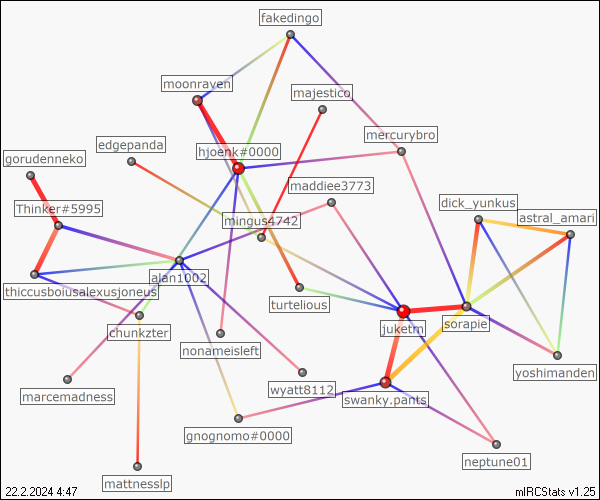 fakedingo
moonraven
majestico
mercurybro
edgepanda
hjoenk#0000
gorudenneko
maddiee3773
Thinker#5995
dick_yunkus
astral_amari
mingus4742
alan1002
thiccusboiusalexusjoneus
turtelious
juketm
sorapie
chunkzter
nonameisleft
yoshimanden
marcemadness
wyatt8112
swanky.pants
gnognomo#0000
neptune01
mattnesslp
22.2.2024 4:47
mIRCStats v1.25